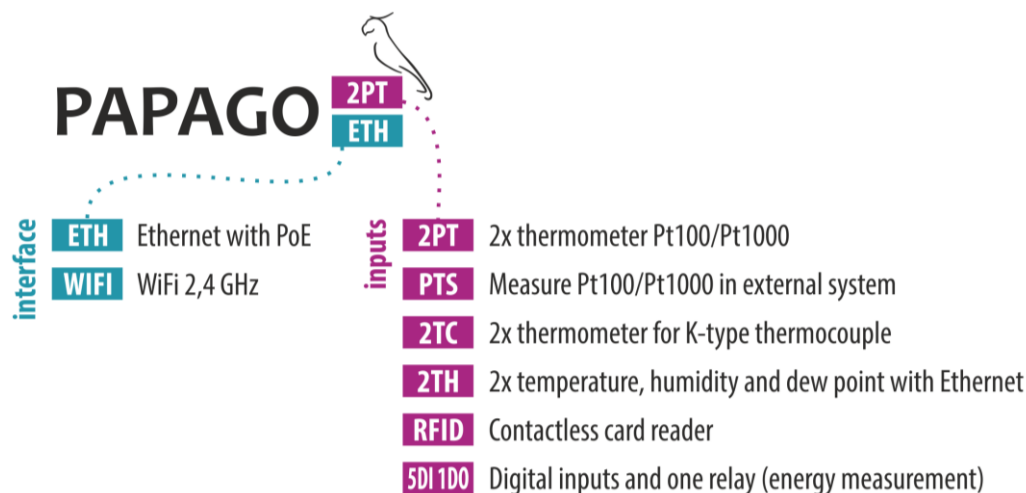 PAPAGO 2PT
ETH
interface
ETH Ethernet with PoE
WIFI WiFi 2,4 GHz
inputs
2PT 2x thermometer Pt100/Pt1000
PTS Measure Pt100/Pt1000 in external system
2TC 2x thermometer for K-type thermocouple
2TH 2x temperature, humidity and dew point with Ethernet
RFID Contactless card reader
5DI 1DO Digital inputs and one relay (energy measurement)